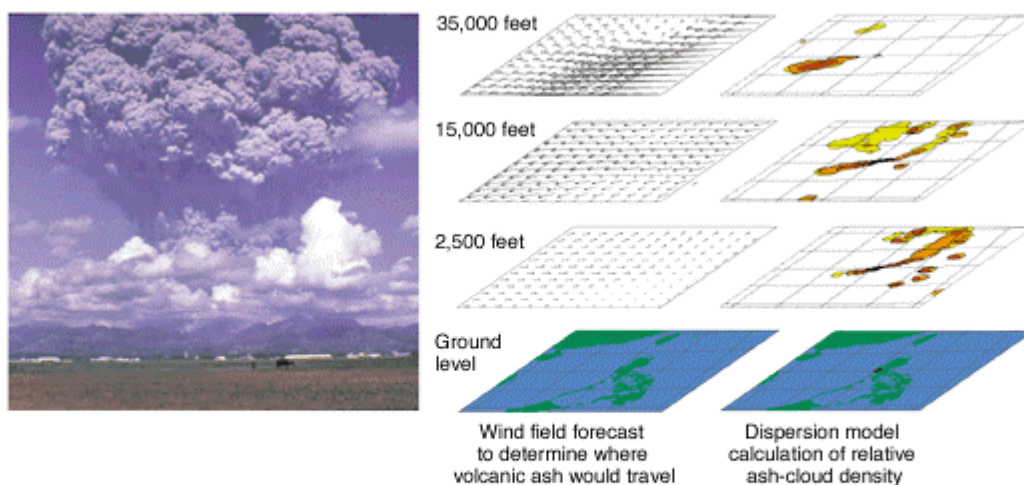 35,000 feet
15,000 feet
2,500 feet
Ground
level
Wind field forecast
to determine where
volcanic ash would travel
Dispersion model
calculation of relative
ash-cloud density